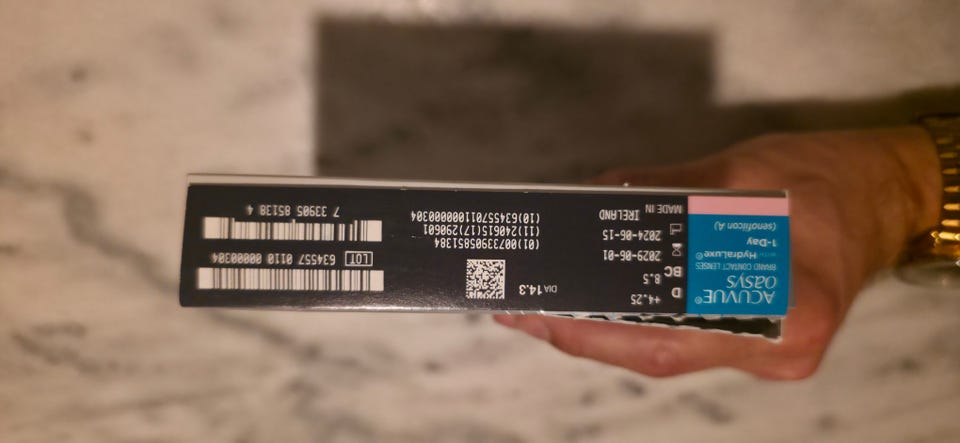 ACUVUE®
OASYS
BRAND CONTACT LENSES
WITH HydraLuxe®
1-Day
(senofilcon A)
D +4.25
BC 8.5
2029-06-01
2024-06-15
MADE IN IRELAND
DIA 14.3
(01)00733905851384
(11)240615(17)290601
(10)6345570110000000304
LOT 634557 0110 00000304
7 33905 85138 4